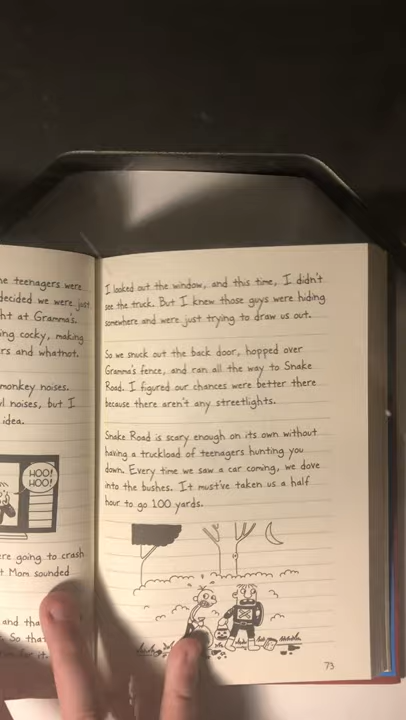 he teenagers were
decided we were just
ht at Gramma's.
ing cocky, making
rs and whatnot.
monkey noises.
l noises, but I
idea.
HOO!
HOO!
re going to crash
t Mom sounded
and tha
So tha
for it.
I looked out the window, and this time, I didn't
see the truck. But I knew those guys were hiding
somewhere and were just trying to draw us out.
So we snuck out the back door, hopped over
Gramma's fence, and ran all the way to Snake
Road. I figured our chances were better there
because there aren't any streetlights.
Snake Road is scary enough on its own without
having a truckload of teenagers hunting you
down. Every time we saw a car coming, we dove
into the bushes. It must've taken us a half
hour to go 100 yards.
73